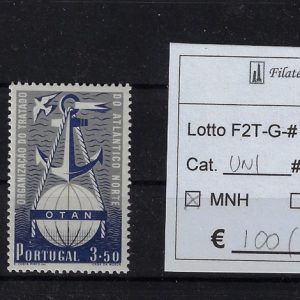 ORGANIZAÇÃO DO TRATADO
DO ATLANTICO NORTE
OTAN
PORTUGAL 3$50
Filate
Lotto F2T-G-#
Cat. UNI #
MNH
€ 100/